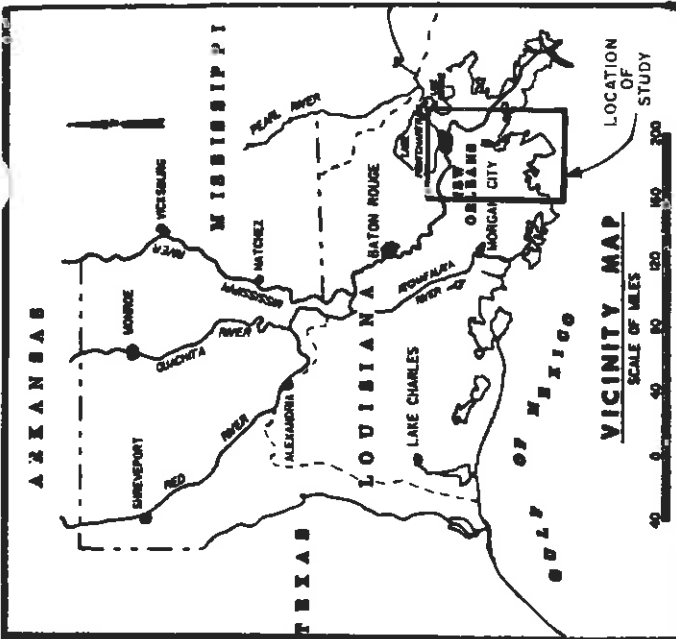 ARKANSAS
MISSISSIPPI
VICKSBURG
MONROE
SHREVEPORT
OUACHITA
RIVER
RED
RIVER
MISSISSIPPI
RIVER
NATCHEZ
PEARL RIVER
ALEXANDRIA
TEXAS
LOUISIANA
BATON ROUGE
ATCHAFALAYA
RIVER
LAKE CHARLES
LAKE
PONTCHARTRAIN
NEW
ORLEANS
MORGAN CITY
GULF OF MEXICO
LOCATION
OF
STUDY
VICINITY MAP
SCALE OF MILES
40 0 40 80 120 160 200